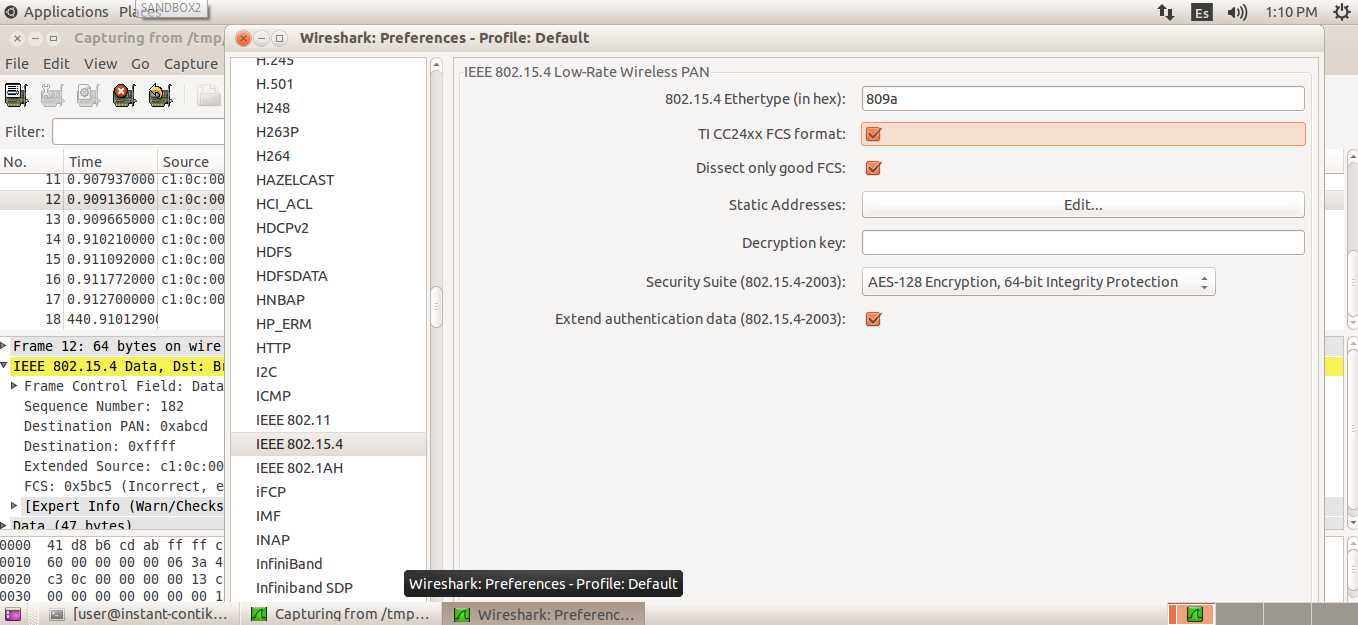 Applications Places
SANDBOX2
Es
1:10 PM
Capturing from /tmp/
Wireshark: Preferences - Profile: Default
File Edit View Go Capture
Filter:
No. Time Source
11 0.907937000 c1:0c:00
12 0.909136000 c1:0c:00
13 0.909665000 c1:0c:00
14 0.910210000 c1:0c:00
15 0.911092000 c1:0c:00
16 0.911772000 c1:0c:00
17 0.912700000 c1:0c:00
18 440.9101290
Frame 12: 64 bytes on wire
IEEE 802.15.4 Data, Dst: Br
Frame Control Field: Data
Sequence Number: 182
Destination PAN: 0xabcd
Destination: 0xffff
Extended Source: c1:0c:00
FCS: 0x5bc5 (Incorrect, e
[Expert Info (Warn/Checks
Data (47 bytes)
0000 41 d8 b6 cd ab ff ff c
0010 60 00 00 00 00 06 3a 4
0020 c3 0c 00 00 00 00 13 c
0030 00 00 00 00 00 00 1
H.245
H.501
H248
H263P
H264
HAZELCAST
HCI_ACL
HDCPv2
HDFS
HDFSDATA
HNBAP
HP_ERM
HTTP
I2C
ICMP
IEEE 802.11
IEEE 802.15.4
IEEE 802.1AH
iFCP
IMF
INAP
InfiniBand
Infiniband SDP
IEEE 802.15.4 Low-Rate Wireless PAN
802.15.4 Ethertype (in hex): 809a
TI CC24xx FCS format:
Dissect only good FCS:
Static Addresses: Edit...
Decryption key:
Security Suite (802.15.4-2003): AES-128 Encryption, 64-bit Integrity Protection
Extend authentication data (802.15.4-2003):
Wireshark: Preferences - Profile: Default
[user@instant-contik... Capturing from /tmp... Wireshark: Preferenc...